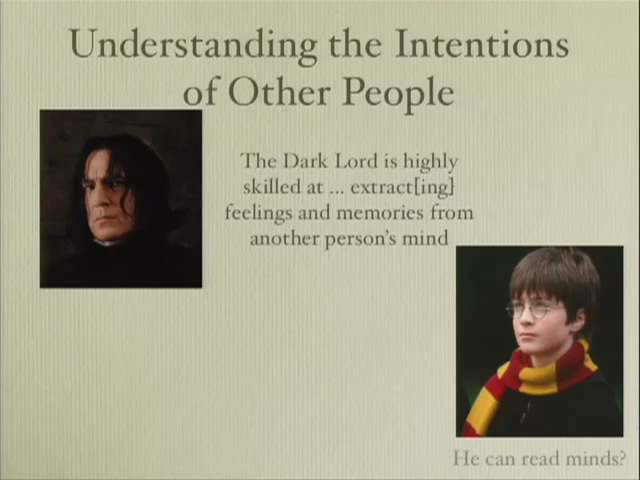 Understanding the Intentions
of Other People
The Dark Lord is highly
skilled at ... extract[ing]
feelings and memories from
another person's mind
He can read minds?